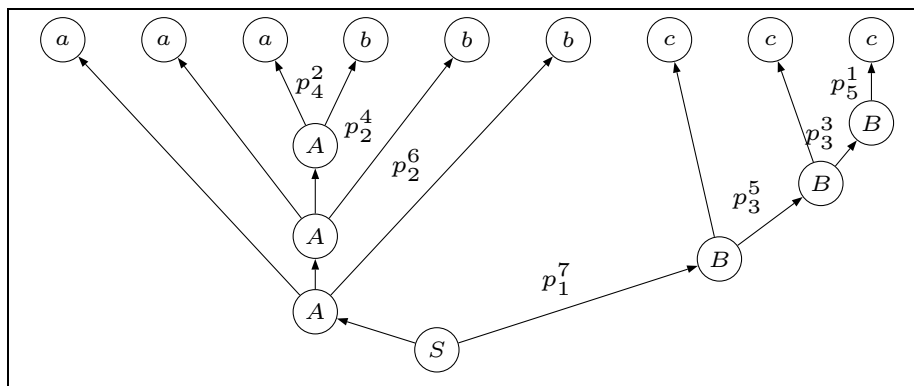 a a a b b b c c c
p_4^2 p_5^1
A p_2^4 p_3^3 B
p_2^6 B
A p_3^5
B
p_1^7
A
S